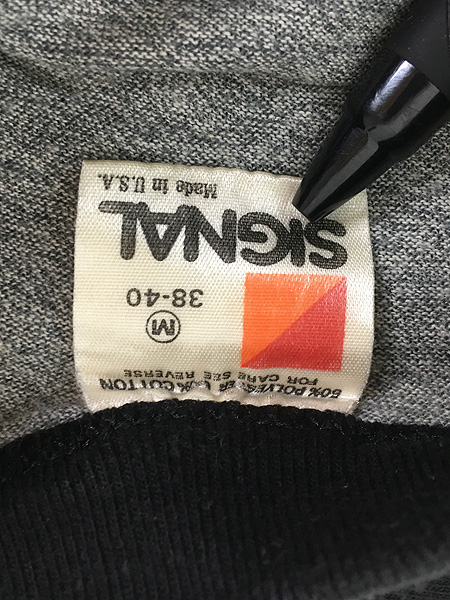 50% POLYESTER 50% COTTON
FOR CARE SEE REVERSE
M
38-40
SIGNAL
Made in U.S.A.